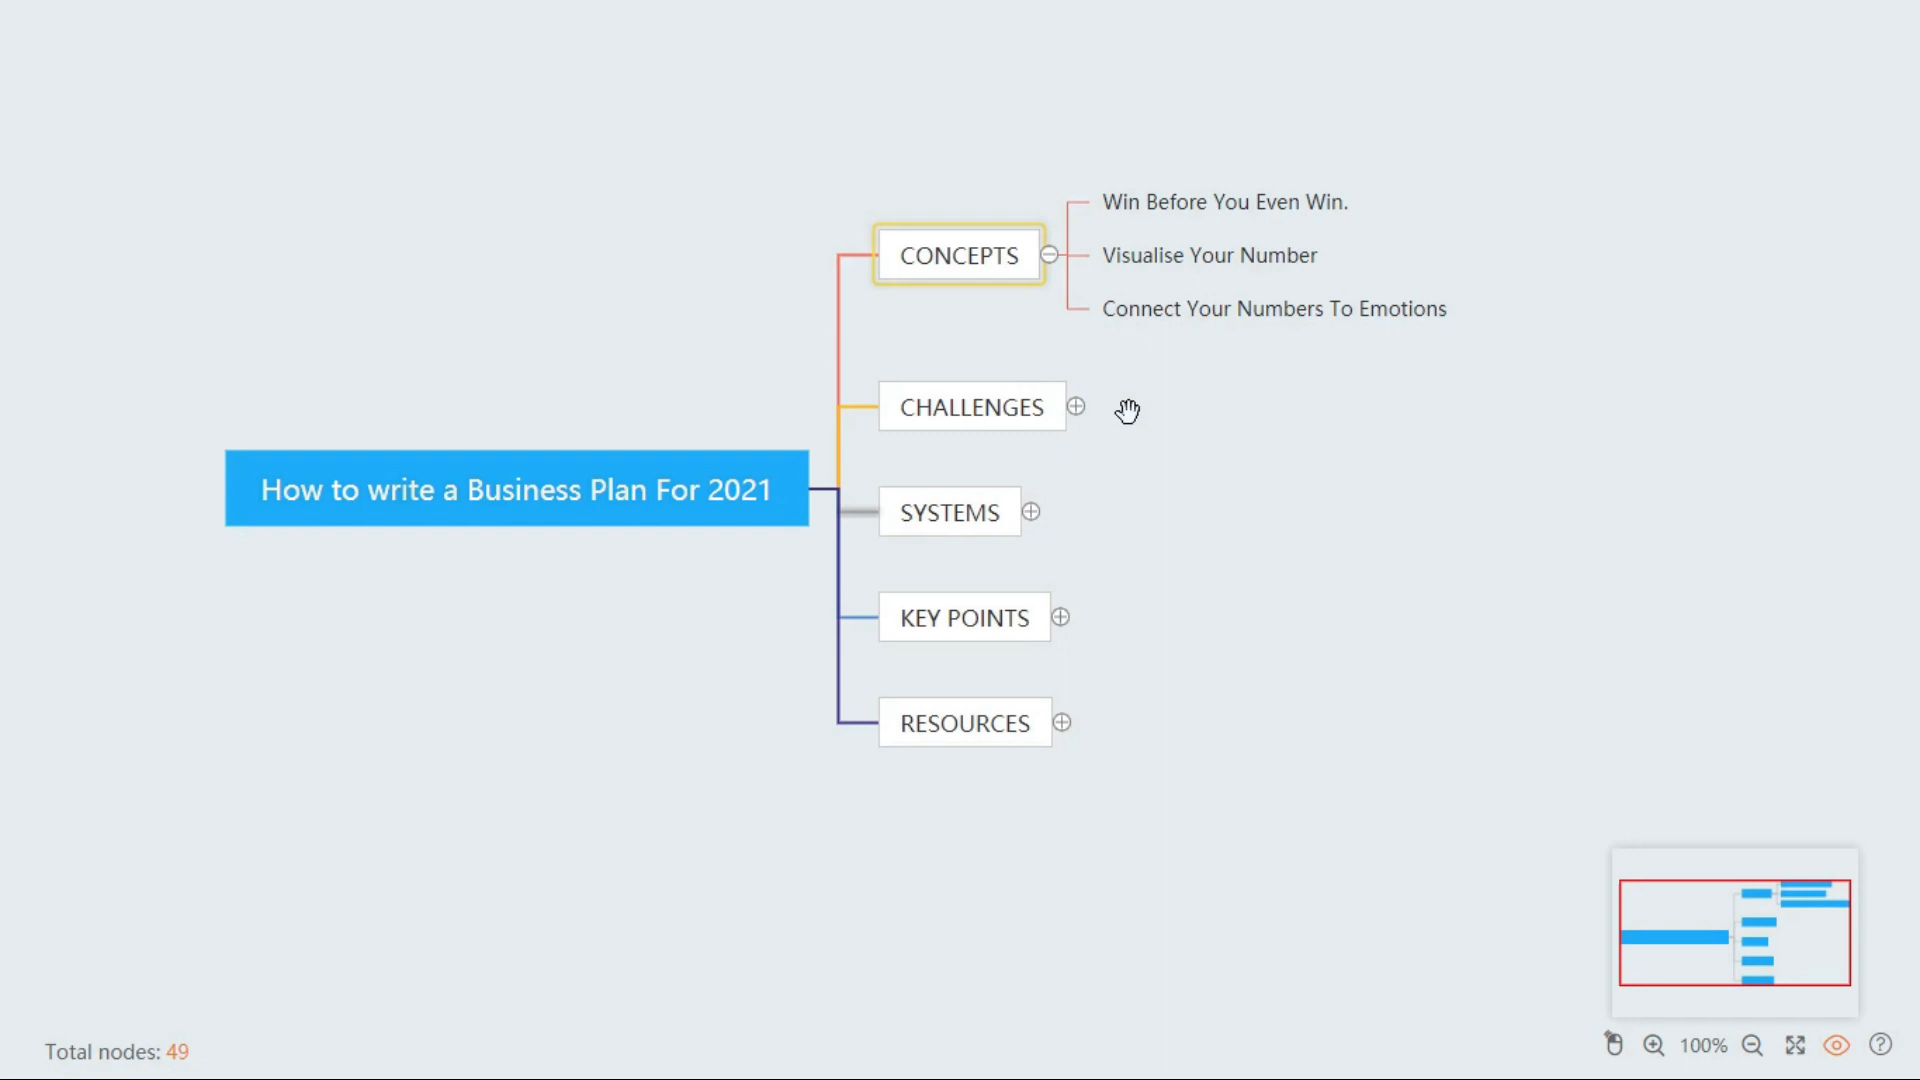 Win Before You Even Win.
CONCEPTS
Visualise Your Number
Connect Your Numbers To Emotions
CHALLENGES
How to write a Business Plan For 2021
SYSTEMS
KEY POINTS
RESOURCES
Total nodes: 49
100%